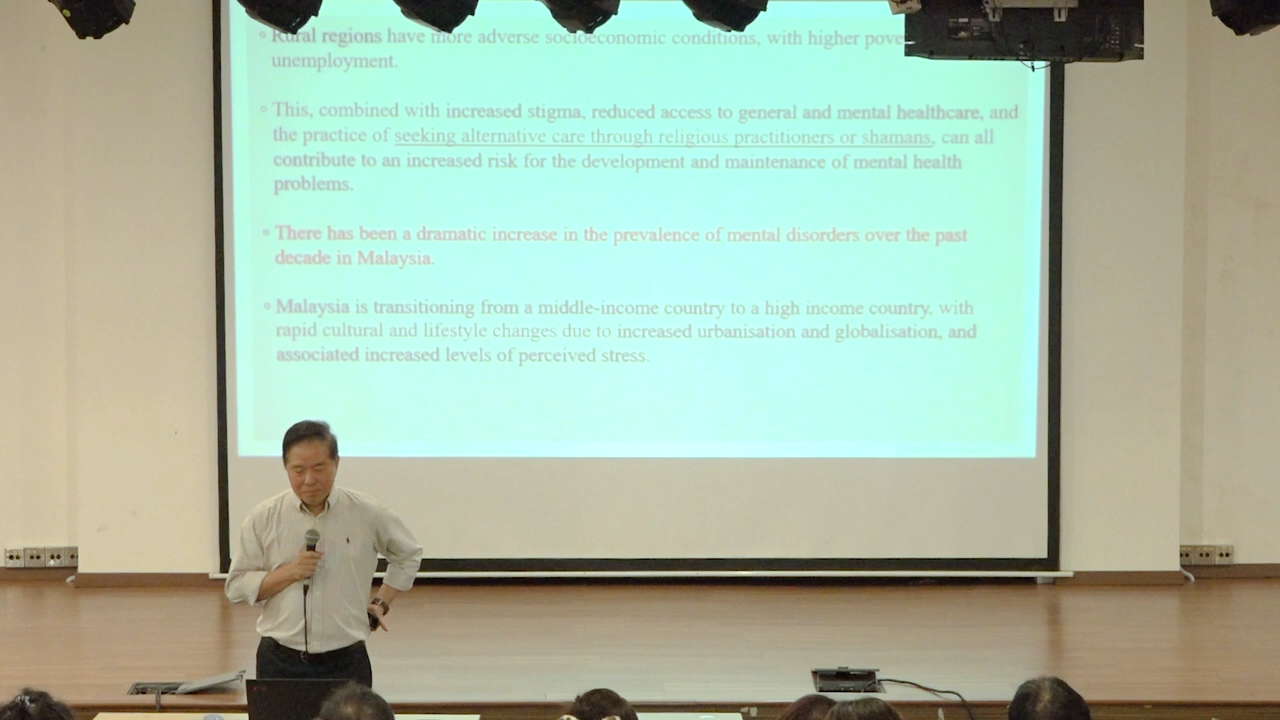 Rural regions have more adverse socioeconomic conditions, with higher
unemployment.
This, combined with increased stigma, reduced access to general and mental healthcare, and
the practice of seeking alternative care through religious practitioners or shamans, can all
contribute to an increased risk for the development and maintenance of mental health
problems.
There has been a dramatic increase in the prevalence of mental disorders over the past
decade in Malaysia.
Malaysia is transitioning from a middle-income country to a high income country, with
rapid cultural and lifestyle changes due to increased urbanisation and globalisation, and
associated increased levels of perceived stress.